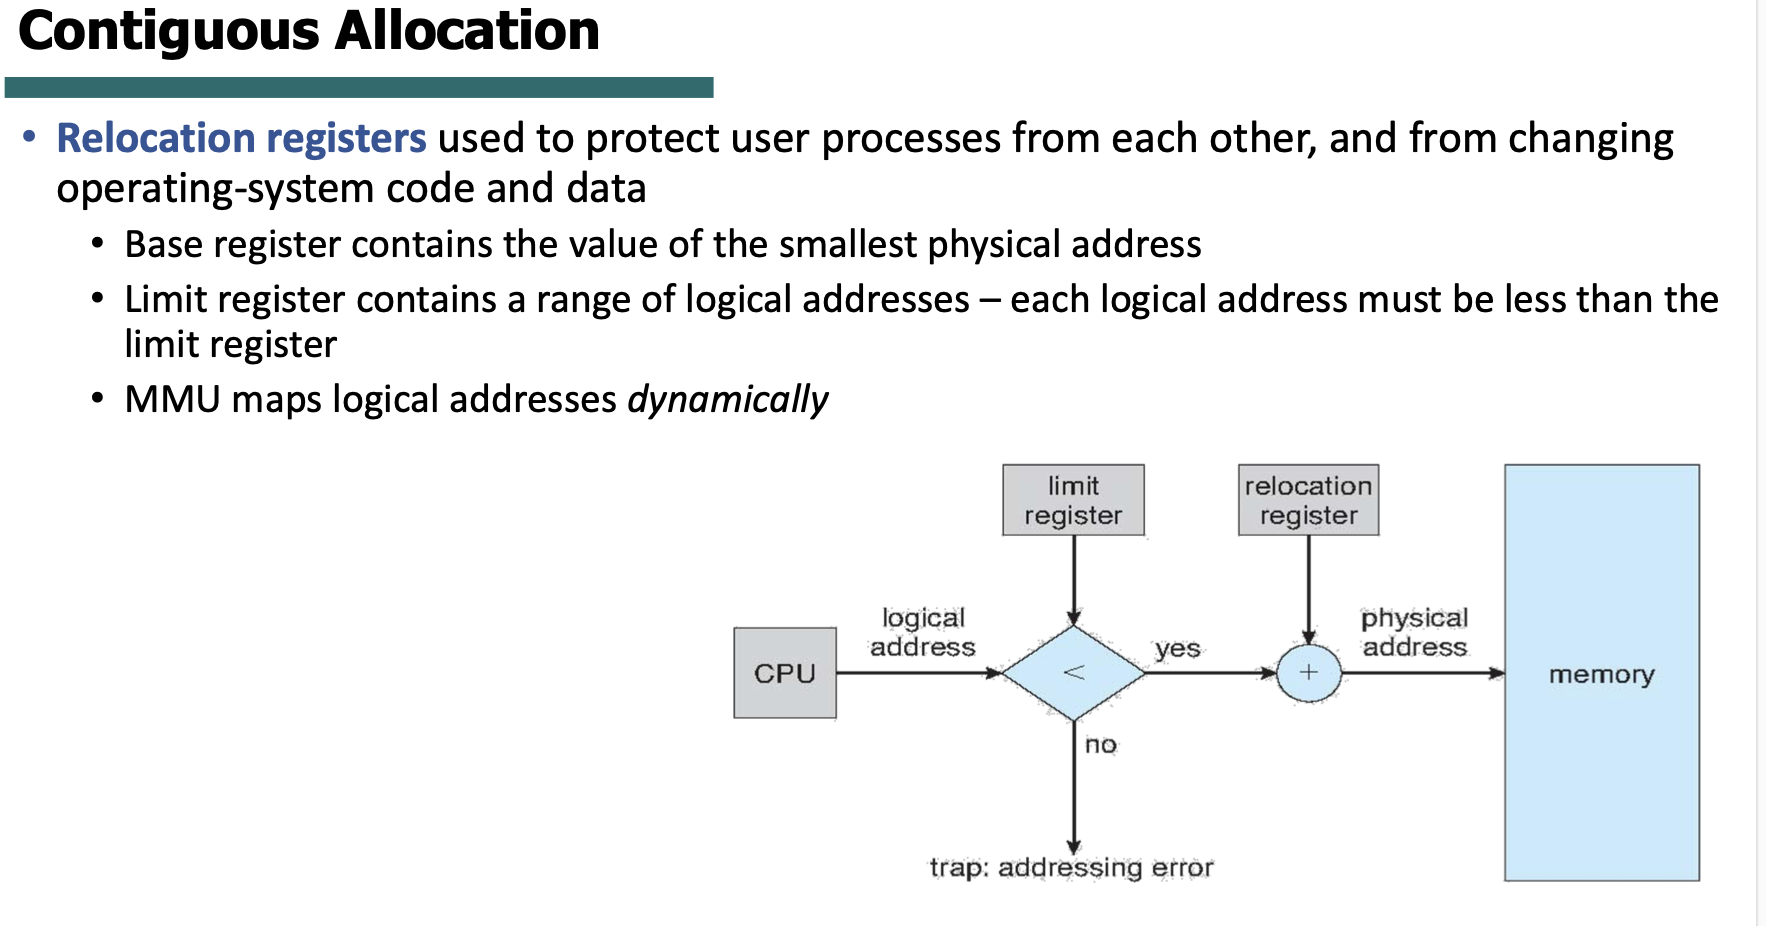 Contiguous Allocation
• Relocation registers used to protect user processes from each other, and from changing
operating-system code and data
• Base register contains the value of the smallest physical address
• Limit register contains a range of logical addresses – each logical address must be less than the
limit register
• MMU maps logical addresses dynamically
limit
register
relocation
register
logical
address
physical
address
CPU
<
yes
+
memory
no
trap: addressing error